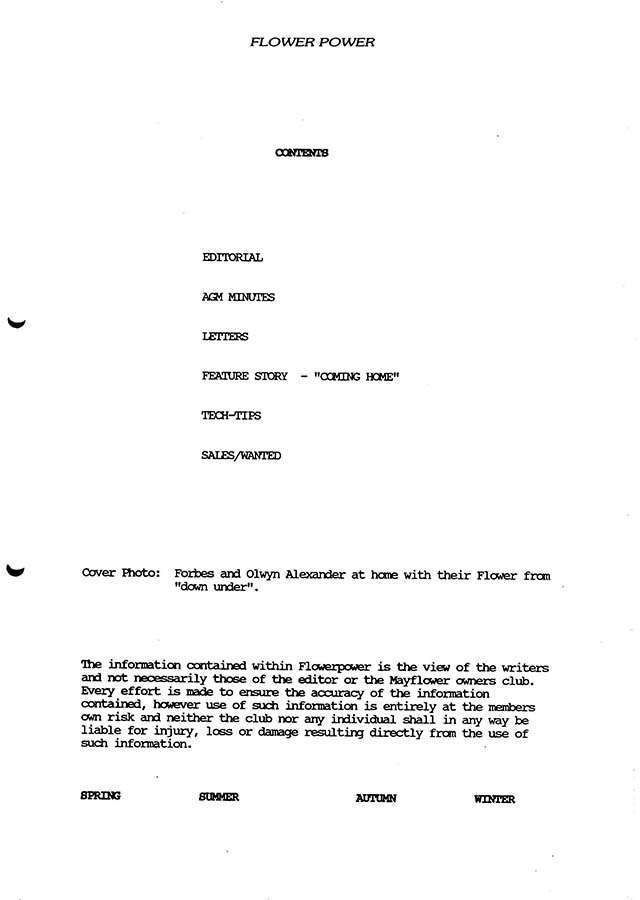 FLOWER POWER
CONTENTS
EDITORIAL
AGM MINUTES
LETTERS
FEATURE STORY - "COMING HOME"
TECH-TIPS
SALES/WANTED
Cover Photo: Forbes and Olwyn Alexander at home with their Flower from
"down under".
The information contained within Flowerpower is the view of the writers
and not necessarily those of the editor or the Mayflower owners club.
Every effort is made to ensure the accuracy of the information
contained, however use of such information is entirely at the members
own risk and neither the club nor any individual shall in any way be
liable for injury, loss or damage resulting directly from the use of
such information.
SPRING SUMMER AUTUMN WINTER